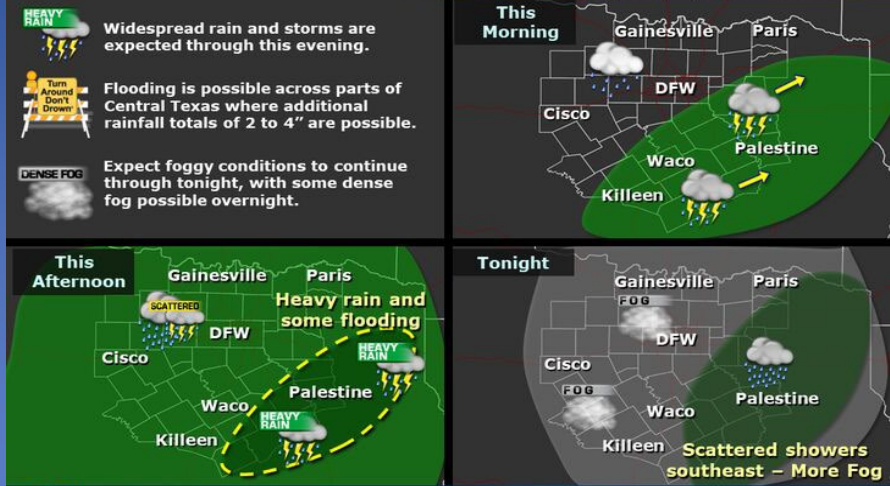 HEAVY
RAIN
Widespread rain and storms are
expected through this evening.
Turn
Around
Don't
Drown
Flooding is possible across parts of
Central Texas where additional
rainfall totals of 2 to 4” are possible.
DENSE FOG
Expect foggy conditions to continue
through tonight, with some dense
fog possible overnight.
This
Morning
Gainesville
Paris
DFW
Cisco
Palestine
Waco
Killeen
This
Afternoon
Gainesville
Paris
SCATTERED
Heavy rain and
some flooding
DFW
HEAVY
RAIN
Cisco
Palestine
Waco
HEAVY
RAIN
Killeen
Tonight
Paris
Gainesville
FOG
DFW
Cisco
FOG
Palestine
Waco
Killeen
Scattered showers
southeast – More Fog